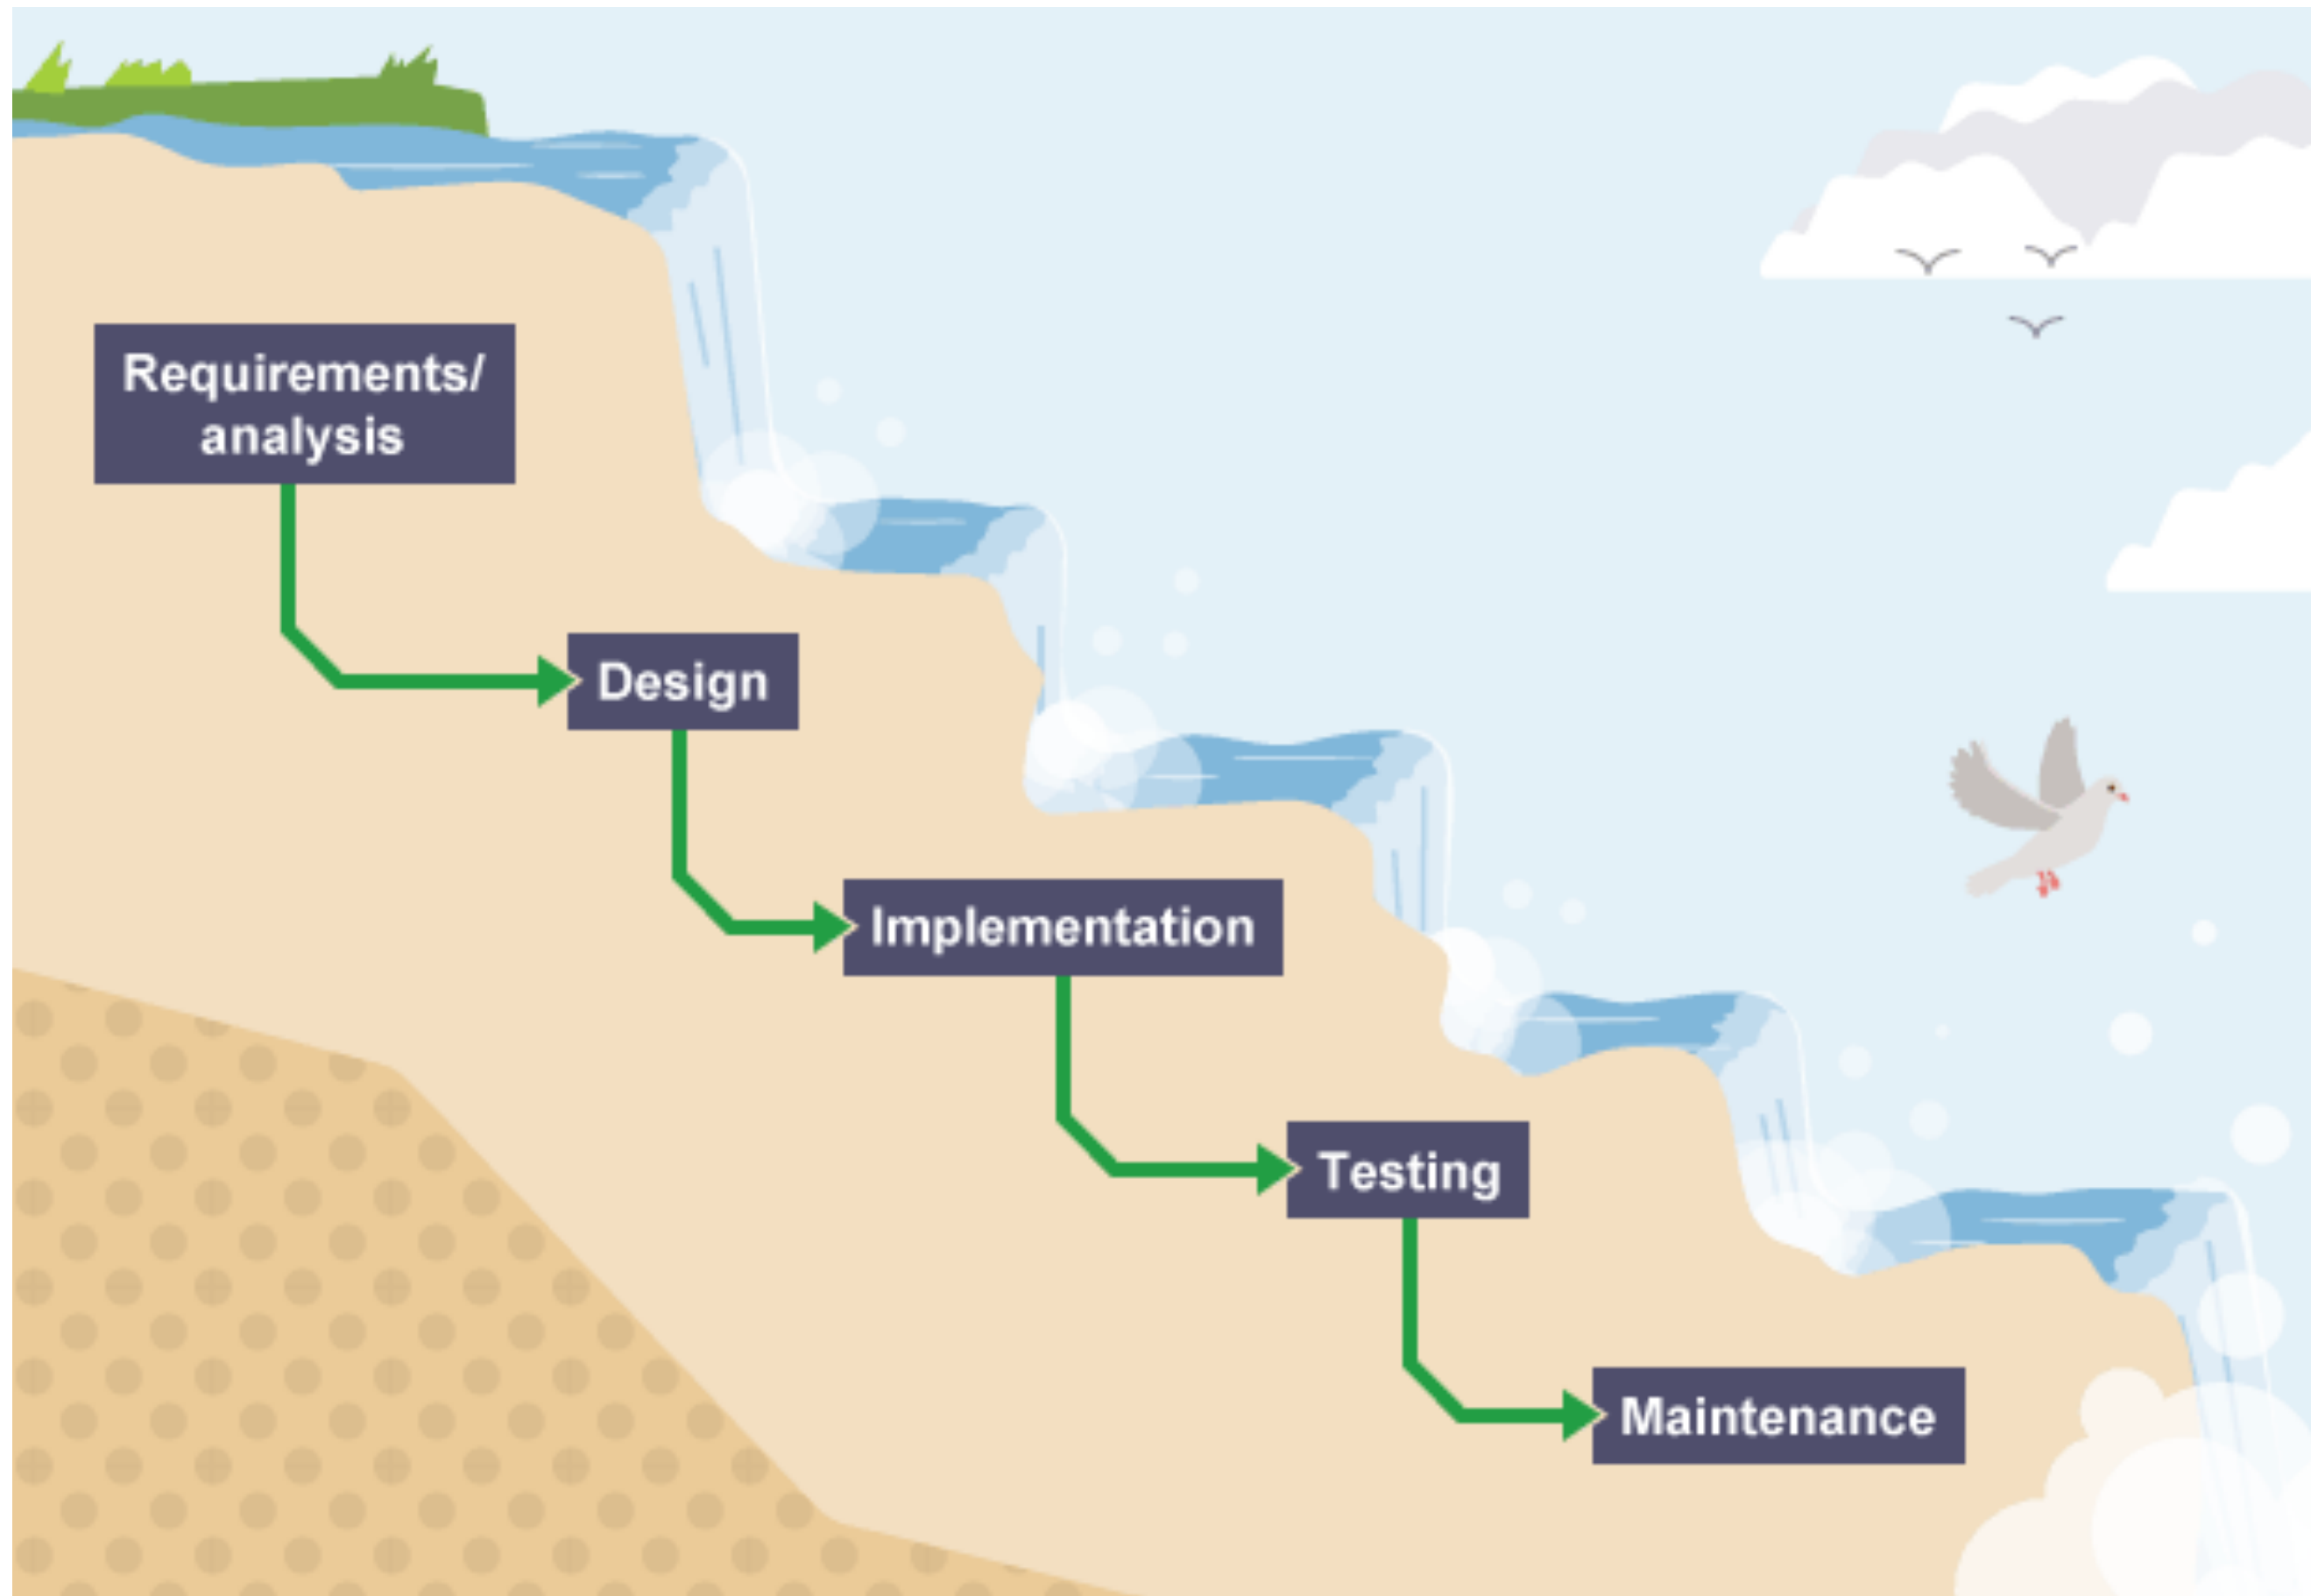 Requirements/
analysis
Design
Implementation
Testing
Maintenance